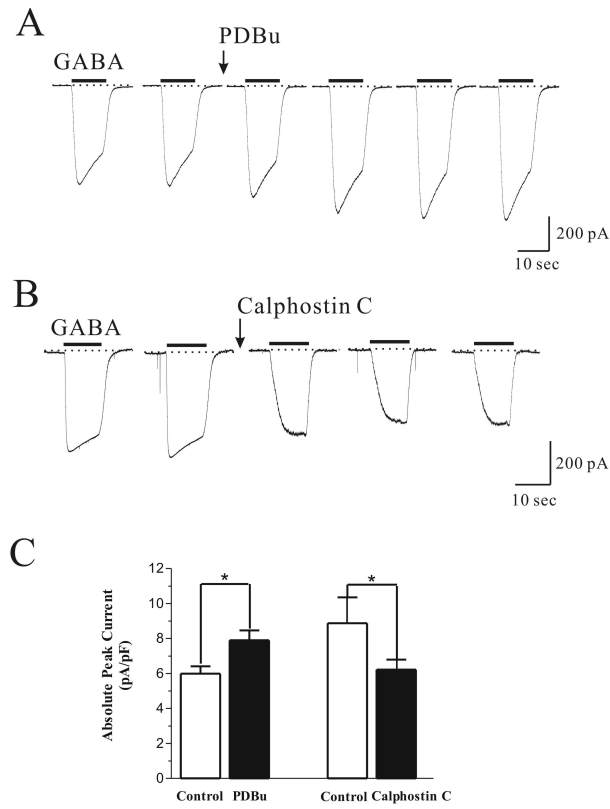 A
PDBu
GABA
200 pA
10 sec
B
Calphostin C
GABA
200 pA
10 sec
C
Absolute Peak Current
(pA/pF)
12
10
8
6
4
2
0
*
*
Control PDBu Control Calphostin C